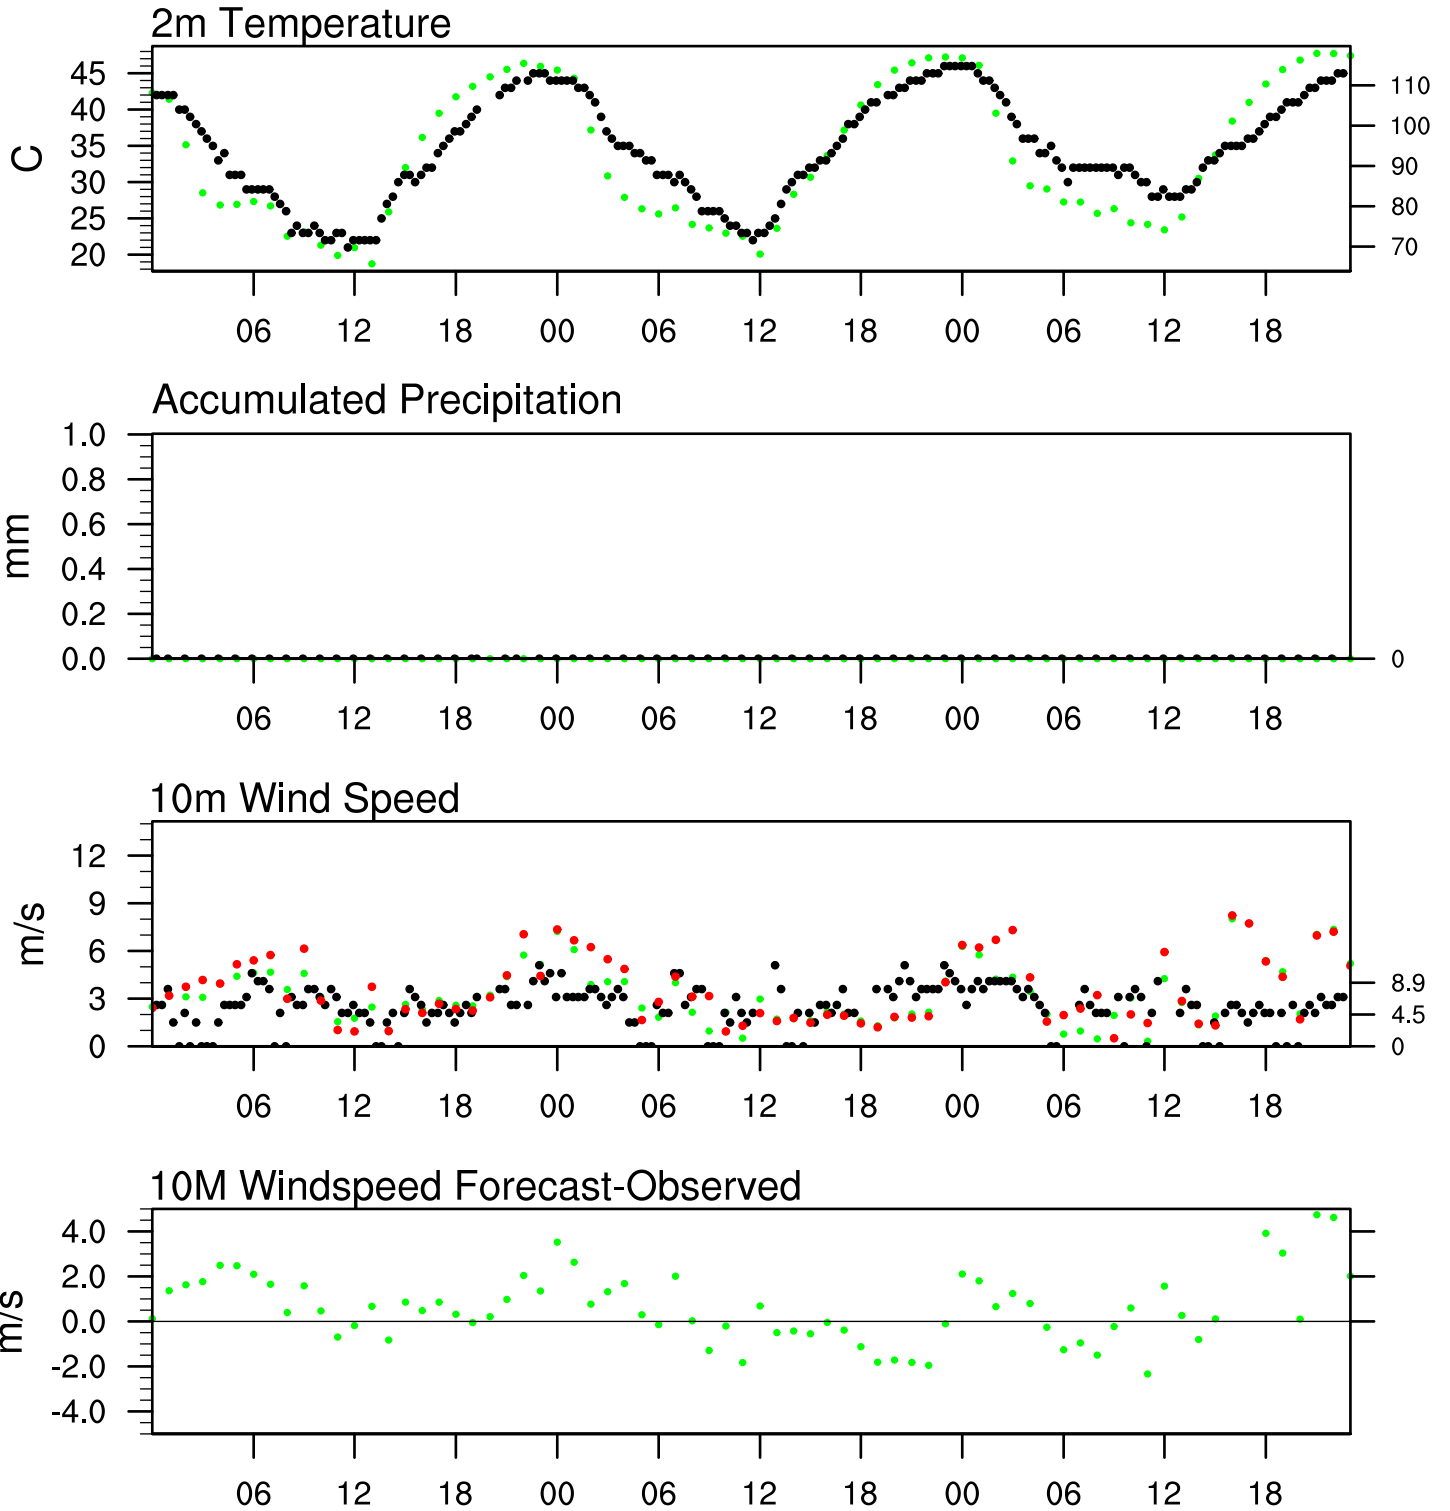 2m Temperature
C
45
40
35
30
25
20
110
100
90
80
70
06 12 18 00 06 12 18 00 06 12 18
Accumulated Precipitation
mm
1.0
0.8
0.6
0.4
0.2
0.0
0
06 12 18 00 06 12 18 00 06 12 18
10m Wind Speed
m/s
12
9
6
3
0
8.9
4.5
0
06 12 18 00 06 12 18 00 06 12 18
10M Windspeed Forecast-Observed
m/s
4.0
2.0
0.0
-2.0
-4.0
06 12 18 00 06 12 18 00 06 12 18